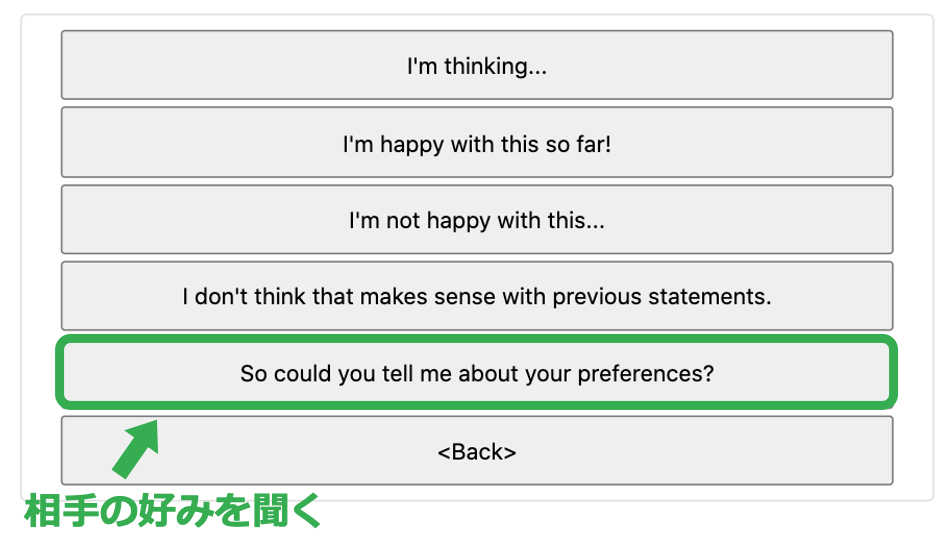 I'm thinking...
I'm happy with this so far!
I'm not happy with this...
I don't think that makes sense with previous statements.
So could you tell me about your preferences?
<Back>
相手の好みを聞く